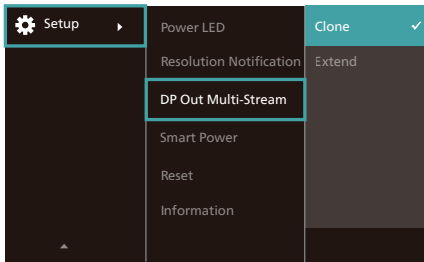 Setup
Power LED
Resolution Notification
DP Out Multi-Stream
Smart Power
Reset
Information
Clone
Extend